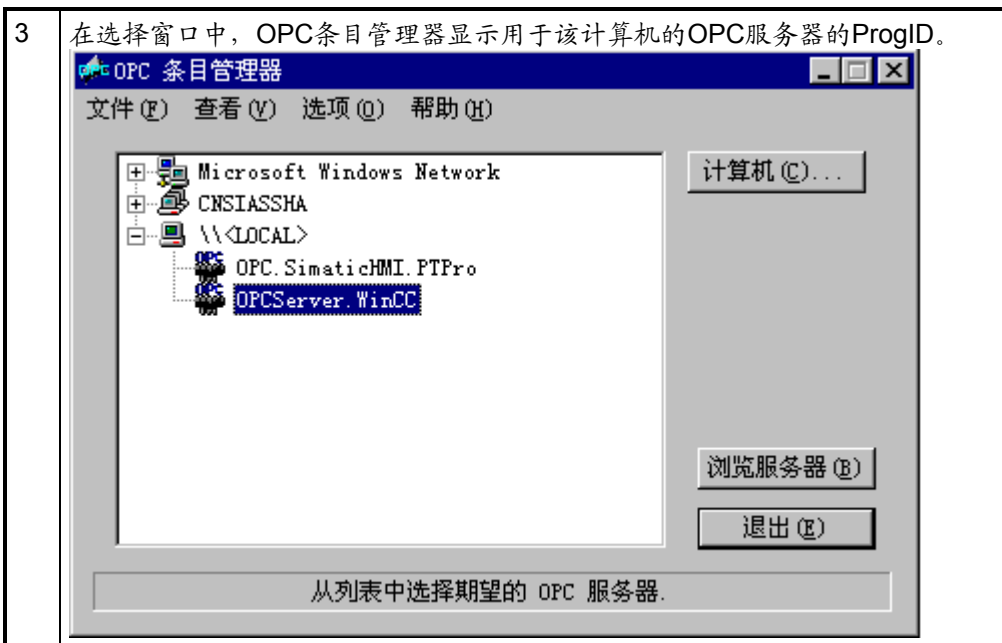 3
在选择窗口中，OPC条目管理器显示用于该计算机的OPC服务器的ProgID。
OPC 条目管理器
文件(F) 查看(V) 选项(O) 帮助(H)
Microsoft Windows Network
计算机(C)...
CNSIASSHA
\\<LOCAL>
OPC.SimaticHMI.PTPro
OPCServer.WinCC
浏览服务器(B)
退出(E)
从列表中选择期望的 OPC 服务器.